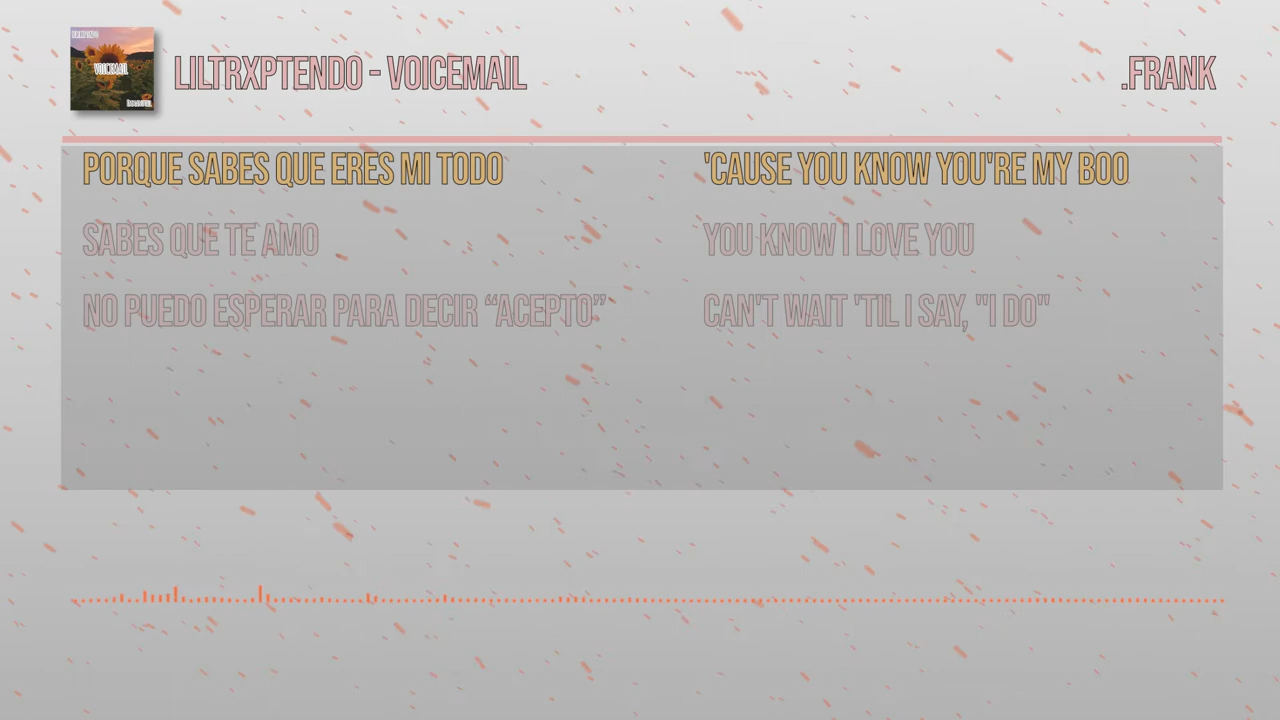 LILTRXPTENDO - VOICEMAIL
.FRANK
VOICEMAIL
PORQUE SABES QUE ERES MI TODO
'CAUSE YOU KNOW YOU'RE MY BOO
SABES QUE TE AMO
YOU KNOW I LOVE YOU
NO PUEDO ESPERAR PARA DECIR “ACEPTO”
CAN'T WAIT 'TIL I SAY, "I DO"